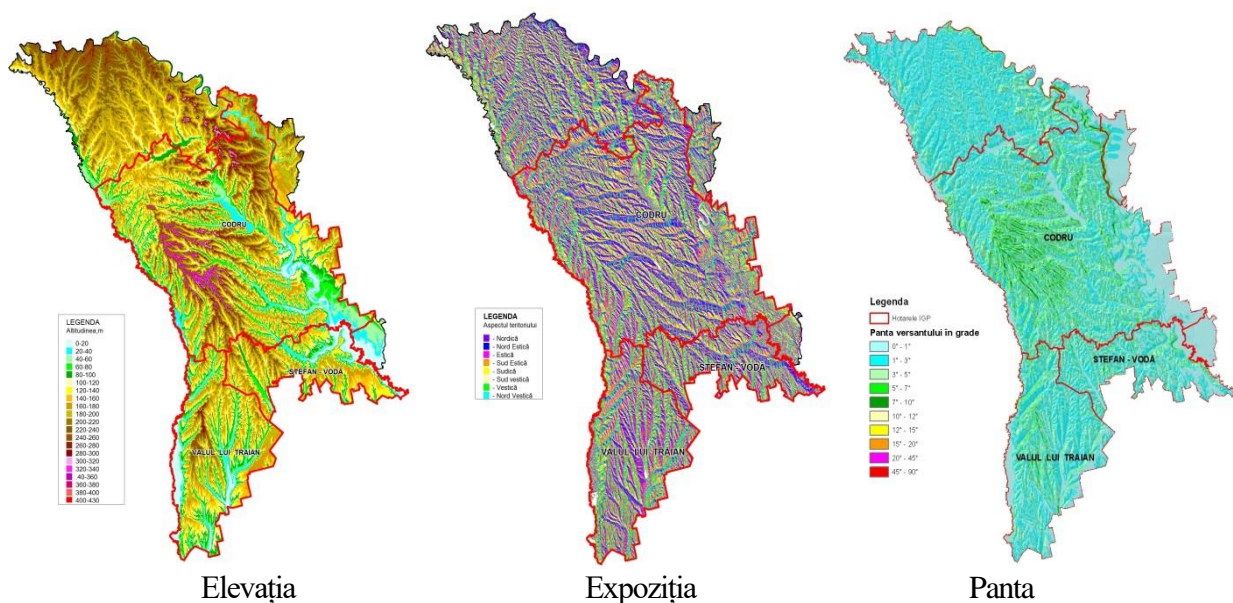 CODRU
STEFAN - VODA
VALUL LUI TRAIAN
LEGENDA
Altitudinea,m
0-20
20-40
40-60
60-80
80-100
100-120
120-140
140-160
160-180
180-200
200-220
220-240
240-260
260-280
280-300
300-320
320-340
40-360
360-380
380-400
400-430
Elevația
CODRU
STEFAN - VODA
VALUL LUI TRAIAN
LEGENDA
Aspectul teritoriului
- Nordică
- Nord Estică
- Estică
- Sud Estică
- Sudică
- Sud vestică
- Vestică
- Nord Vestică
Expoziția
CODRU
STEFAN - VODA
VALUL LUI TRAIAN
Legenda
Hotarele IGP
Panta versantului în grade
0° - 1°
1° - 3°
3° - 5°
5° - 7°
7° - 10°
10° - 12°
12° - 15°
15° - 20°
20° - 45°
45° - 90°
Panta